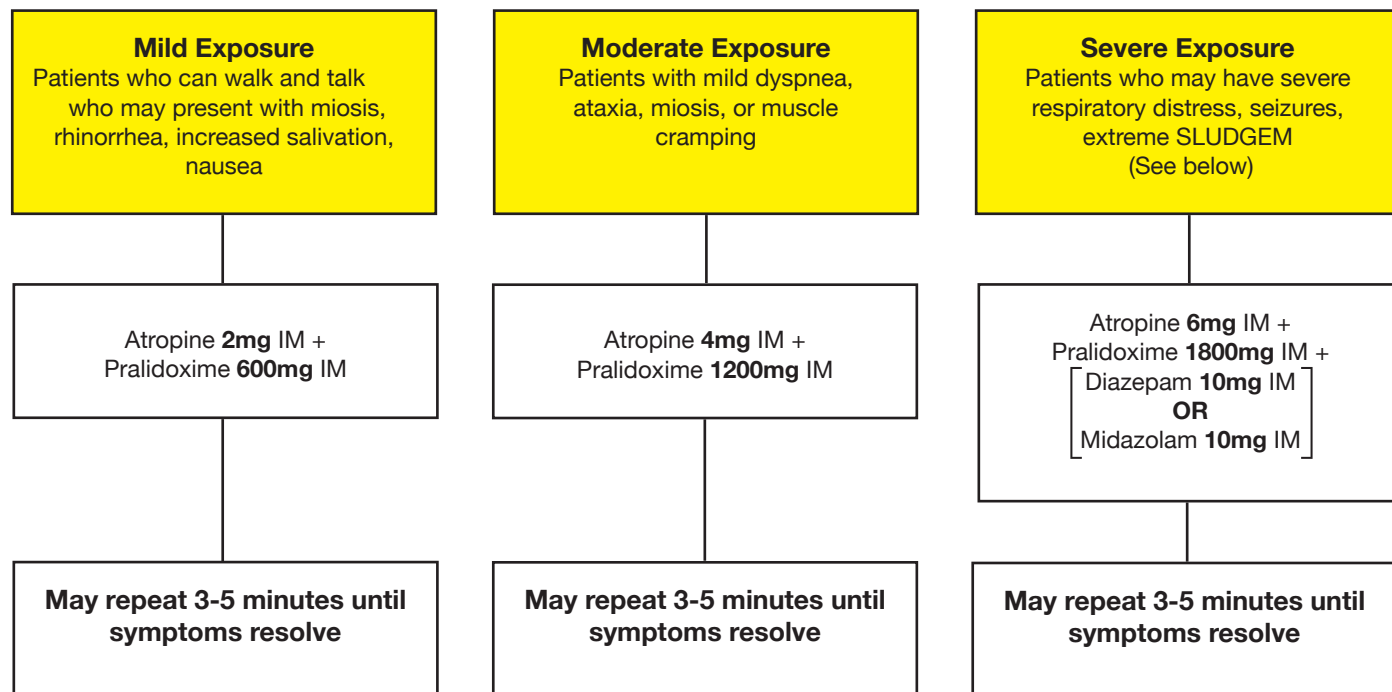 Mild Exposure
Patients who can walk and talk
who may present with miosis,
rhinorrhea, increased salivation,
nausea
Atropine 2mg IM +
Pralidoxime 600mg IM
May repeat 3-5 minutes until
symptoms resolve
Moderate Exposure
Patients with mild dyspnea,
ataxia, miosis, or muscle
cramping
Atropine 4mg IM +
Pralidoxime 1200mg IM
May repeat 3-5 minutes until
symptoms resolve
Severe Exposure
Patients who may have severe
respiratory distress, seizures,
extreme SLUDGEM
(See below)
Atropine 6mg IM +
Pralidoxime 1800mg IM +
[Diazepam 10mg IM
OR
Midazolam 10mg IM]
May repeat 3-5 minutes until
symptoms resolve